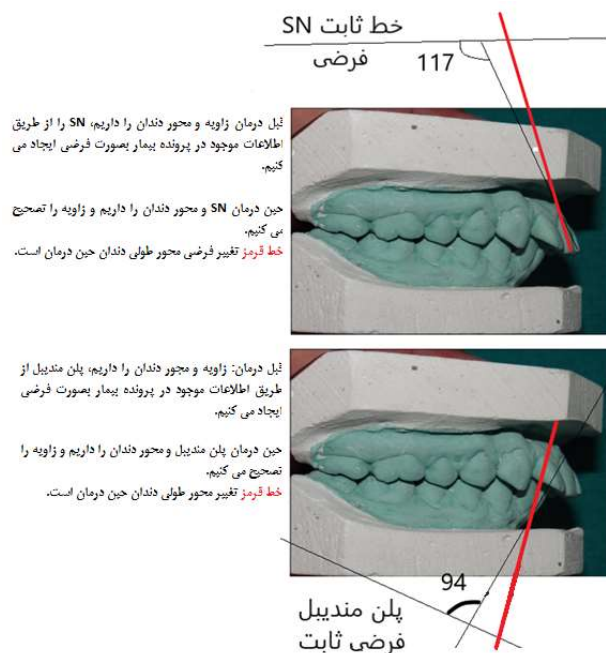 خط ثابت SN
فرضی
117
قبل درمان زاویه و محور دندان را داریم، SN را از طریق
اطلاعات موجود در پرونده بیمار بصورت فرضی ایجاد می
کنیم.
حین درمان SN و محور دندان را داریم و زاویه را تصحیح
می کنیم.
خط قرمز تغییر فرضی محور طولی دندان حین درمان است.
قبل درمان: زاویه و محور دندان را داریم، پلن مندیبل از
طریق اطلاعات موجود در پرونده بیمار بصورت فرضی
ایجاد می کنیم.
حین درمان پلن مندیبل و محور دندان را داریم و زاویه را
تصحیح می کنیم.
خط قرمز تغییر محور طولی دندان حین درمان است.
94
پلن مندیبل
فرضی ثابت